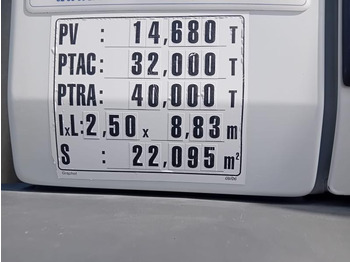 PV : 14,680 T
PTAC : 32,000 T
PTRA : 40,000 T
IxL: 2,50 x 8,83 m
S : 22,095 m²